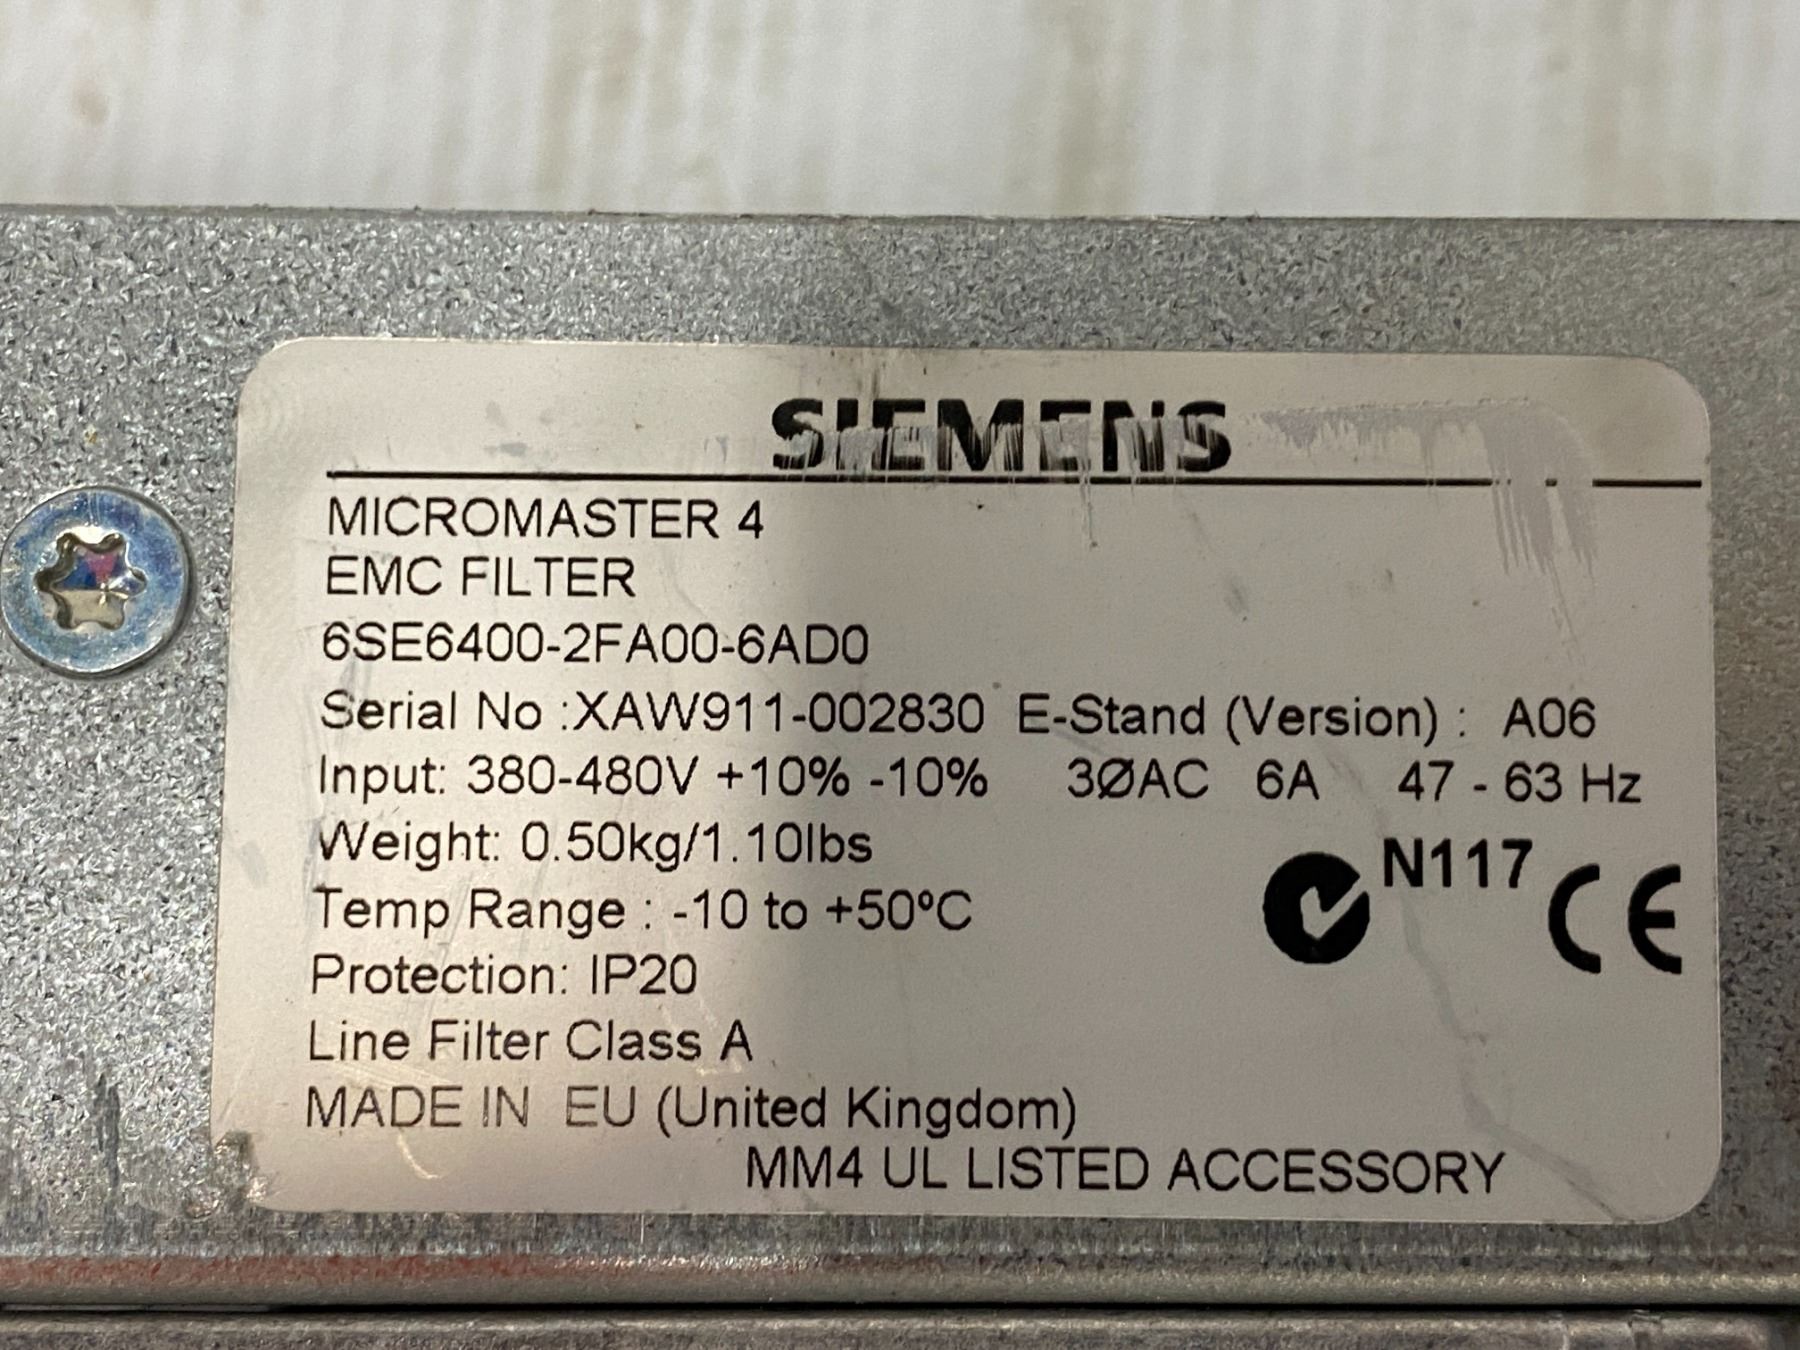 SIEMENS
MICROMASTER 4
EMC FILTER
6SE6400-2FA00-6AD0
Serial No :XAW911-002830 E-Stand (Version) : A06
Input: 380-480V +10% -10% 3ØAC 6A 47 - 63 Hz
Weight: 0.50kg/1.10lbs
N117 CE
Temp Range : -10 to +50ºC
Protection: IP20
Line Filter Class A
MADE IN EU (United Kingdom)
MM4 UL LISTED ACCESSORY